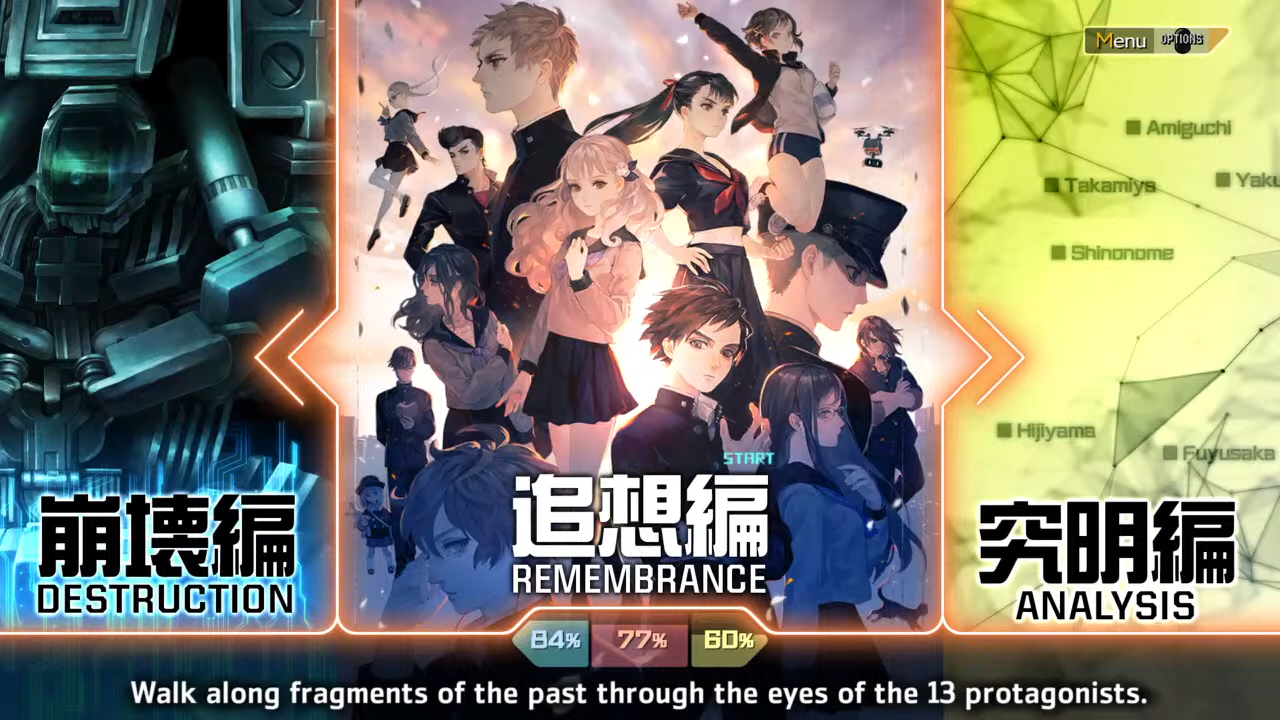 Menu OPTIONS
Amiguchi
Takamiya
Yaku
Shinonome
Hijiyama
Fuyusaka
START
崩壊編
DESTRUCTION
追想編
REMEMBRANCE
究明編
ANALYSIS
84% 77% 60%
Walk along fragments of the past through the eyes of the 13 protagonists.